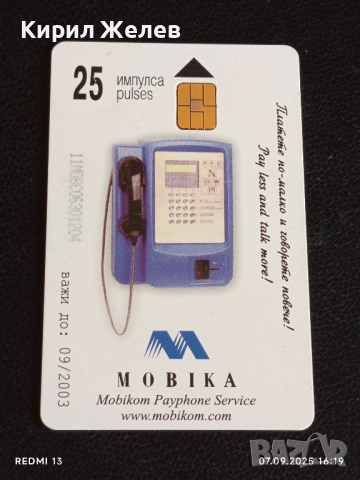 Кирил Желев
25 импулса
pulses
Платете по-малко и говорете повече!
Pay less and talk more!
важи до: 09/2003
MOBIKA
Mobikom Payphone Service
www.mobikom.com
REDMI 13
07.09.2025 16:19